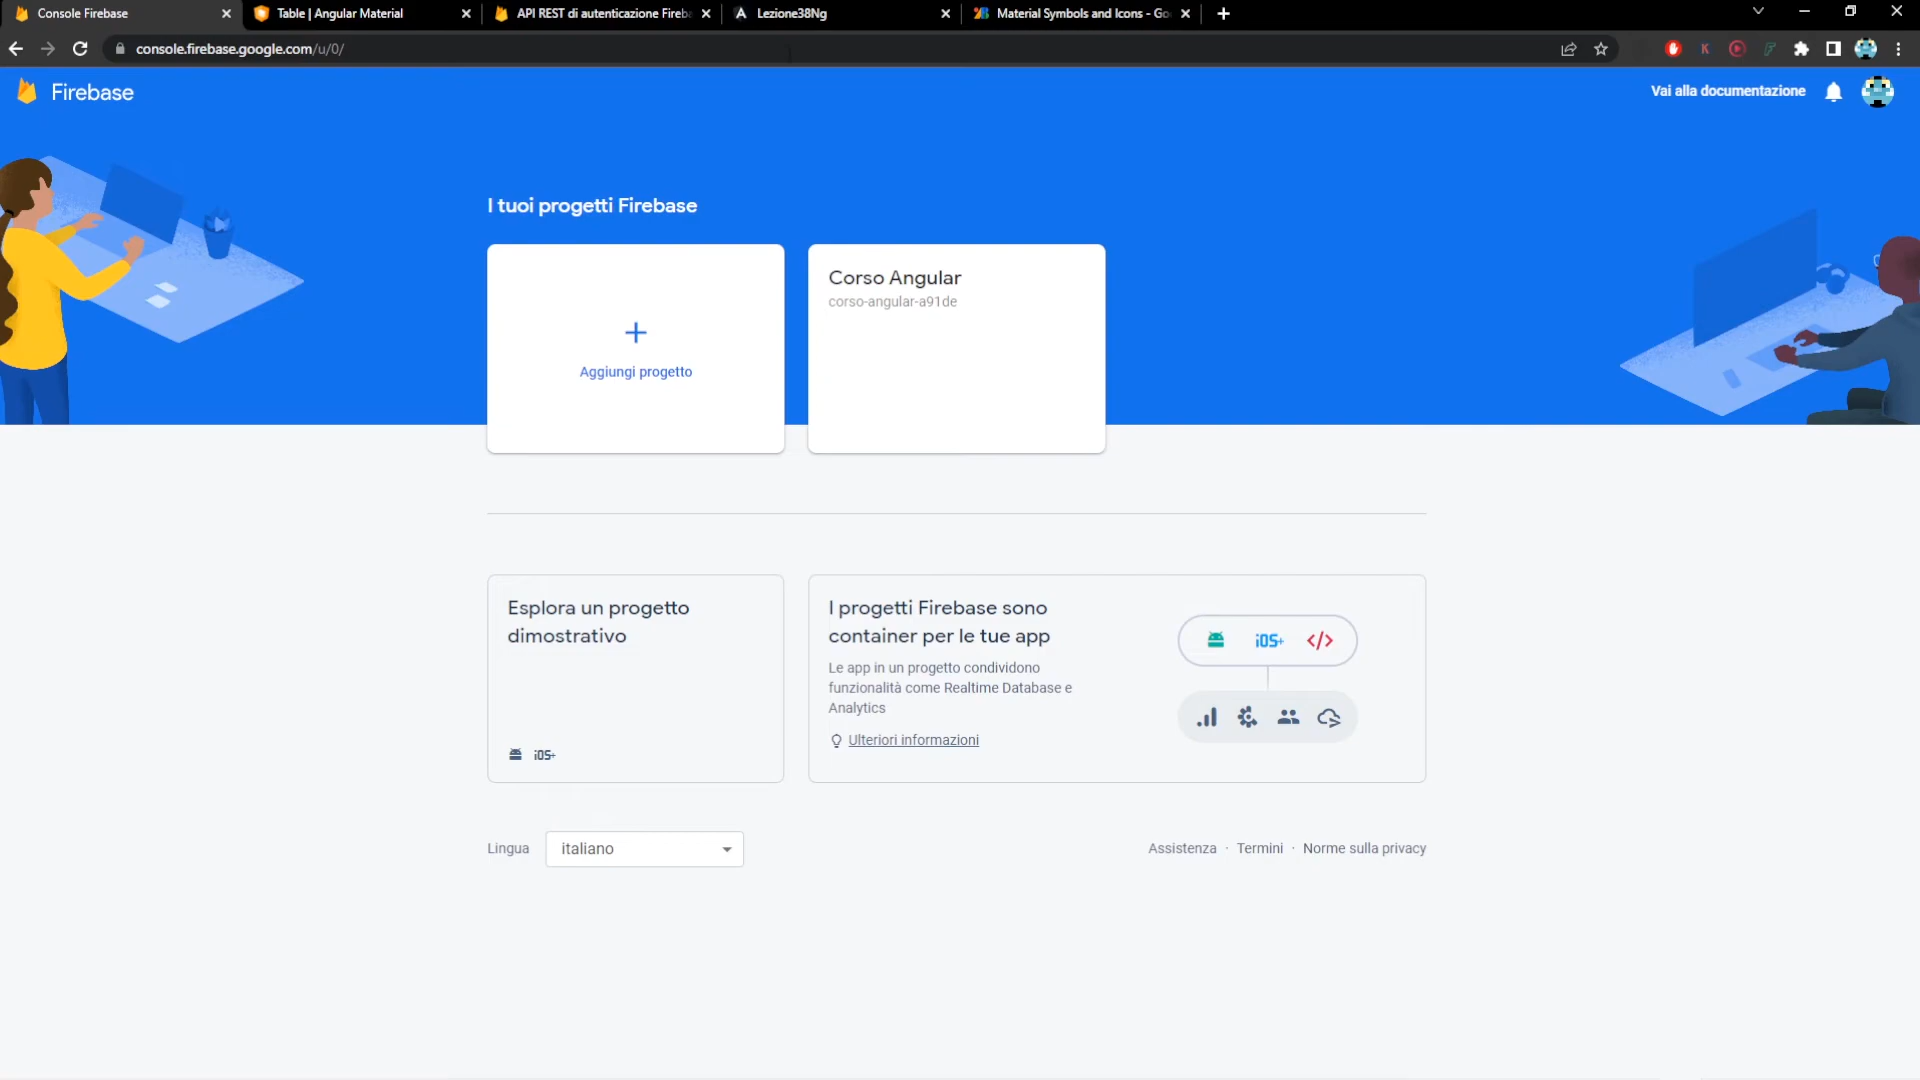 Console Firebase
Table | Angular Material
API REST di autenticazione Fireb
Lezione38Ng
Material Symbols and Icons - Go
console.firebase.google.com/u/0/
Firebase
Vai alla documentazione
I tuoi progetti Firebase
Aggiungi progetto
Corso Angular
corso-angular-a91de
Esplora un progetto
dimostrativo
iOS+
I progetti Firebase sono
container per le tue app
Le app in un progetto condividono
funzionalità come Realtime Database e
Analytics
Ulteriori informazioni
iOS+
Lingua
italiano
Assistenza · Termini · Norme sulla privacy